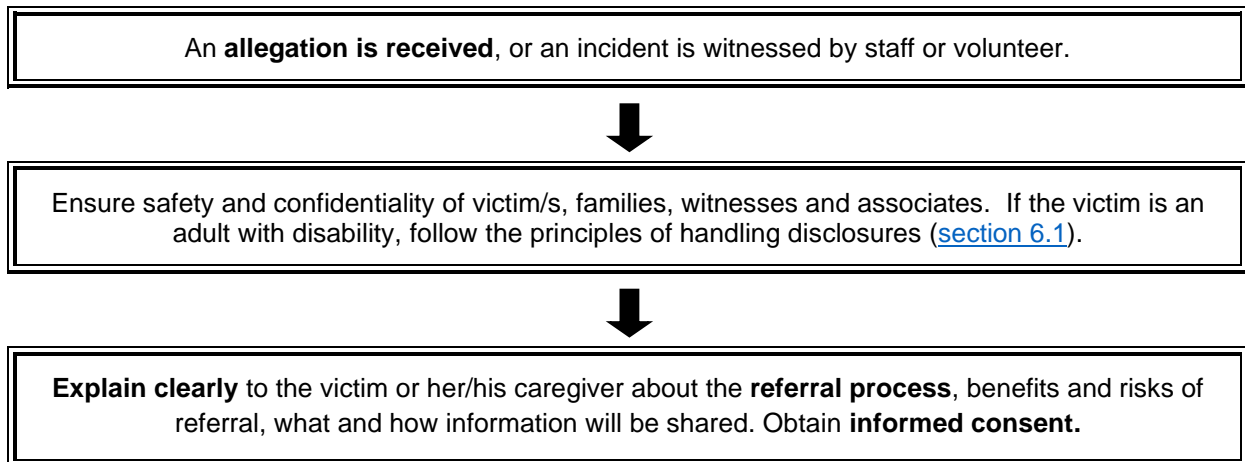 An allegation is received, or an incident is witnessed by staff or volunteer.
Ensure safety and confidentiality of victim/s, families, witnesses and associates.  If the victim is an
adult with disability, follow the principles of handling disclosures (section 6.1).
Explain clearly to the victim or her/his caregiver about the referral process, benefits and risks of
referral, what and how information will be shared. Obtain informed consent.